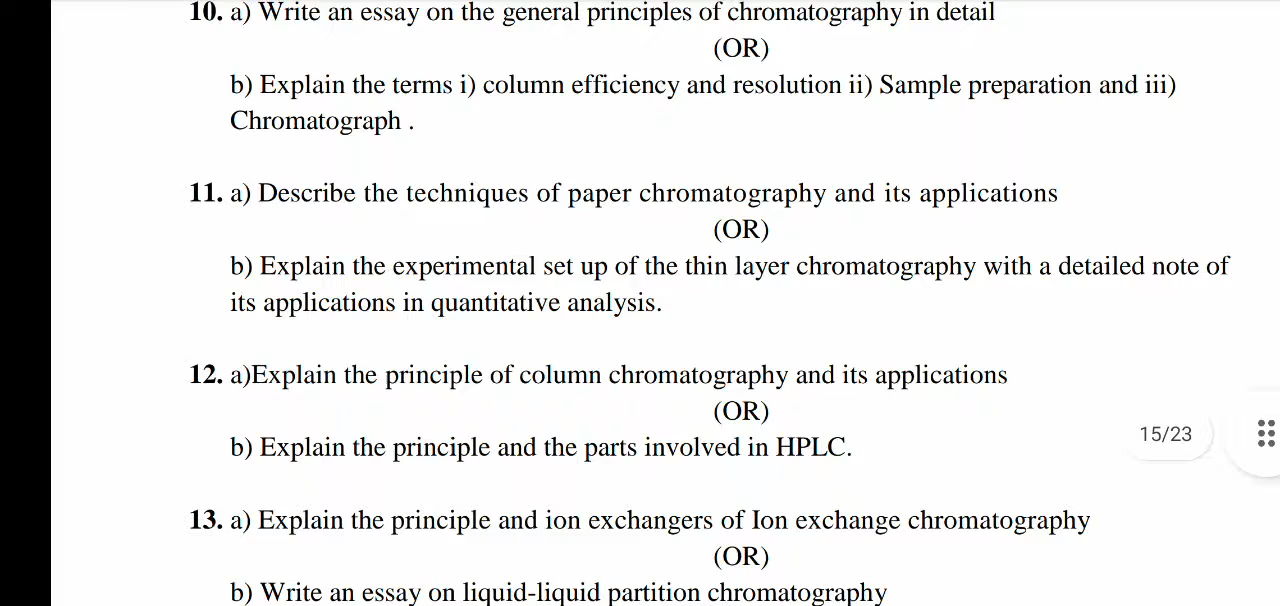 10. a) Write an essay on the general principles of chromatography in detail
(OR)
b) Explain the terms i) column efficiency and resolution ii) Sample preparation and iii)
Chromatograph .
11. a) Describe the techniques of paper chromatography and its applications
(OR)
b) Explain the experimental set up of the thin layer chromatography with a detailed note of
its applications in quantitative analysis.
12. a)Explain the principle of column chromatography and its applications
(OR)
15/23
b) Explain the principle and the parts involved in HPLC.
13. a) Explain the principle and ion exchangers of Ion exchange chromatography
(OR)
b) Write an essay on liquid-liquid partition chromatography